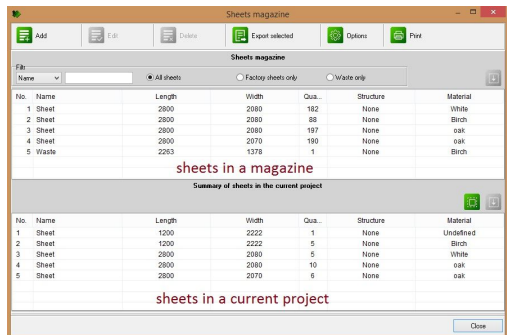 Sheets magazine
Add Edit Delete Export selected Options Print
Sheets magazine
Filtr
Name All sheets Factory sheets only Waste only
No. Name Length Width Qua... Structure Material
1 Sheet 2800 2080 182 None White
2 Sheet 2800 2080 88 None Birch
3 Sheet 2800 2080 197 None oak
4 Sheet 2800 2070 190 None oak
5 Waste 2263 1378 1 None Birch
sheets in a magazine
Summary of sheets in the current project
No. Name Length Width Qua... Structure Material
1 Sheet 1200 2222 1 None Undefined
2 Sheet 1200 2222 5 None Birch
3 Sheet 2800 2080 5 None White
4 Sheet 2800 2080 10 None oak
5 Sheet 2800 2070 6 None oak
sheets in a current project
Close